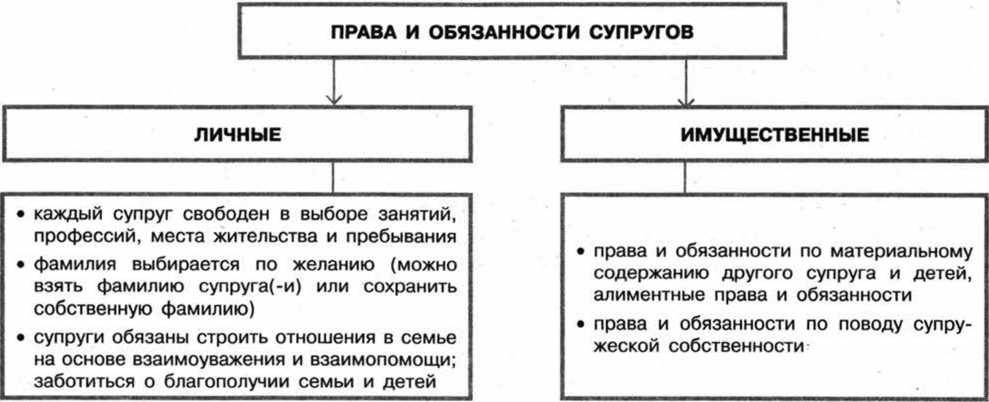 ПРАВА И ОБЯЗАННОСТИ СУПРУГОВ
ЛИЧНЫЕ
ИМУЩЕСТВЕННЫЕ
• каждый супруг свободен в выборе занятий,
профессий, места жительства и пребывания
• фамилия выбирается по желанию (можно
взять фамилию супруга(-и) или сохранить
собственную фамилию)
• супруги обязаны строить отношения в семье
на основе взаимоуважения и взаимопомощи;
заботиться о благополучии семьи и детей
• права и обязанности по материальному
содержанию другого супруга и детей,
алиментные права и обязанности
• права и обязанности по поводу супру-
жеской собственности